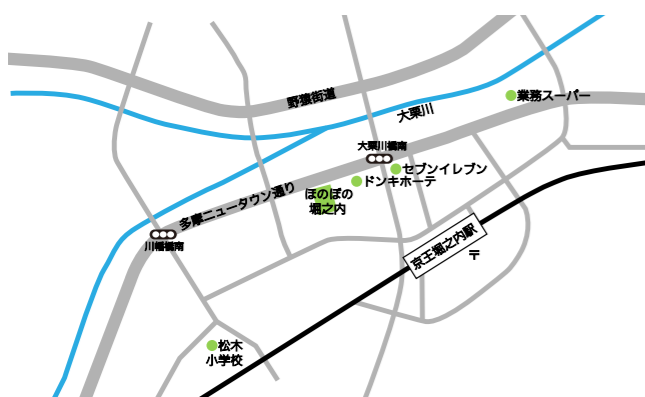 業務スーパー
野猿街道
大栗川
大栗川橋南
セブンイレブン
ドンキホーテ
ほのぼの
堀之内
多摩ニュータウン通り
川幡橋南
京王堀之内駅
〒
松木
小学校